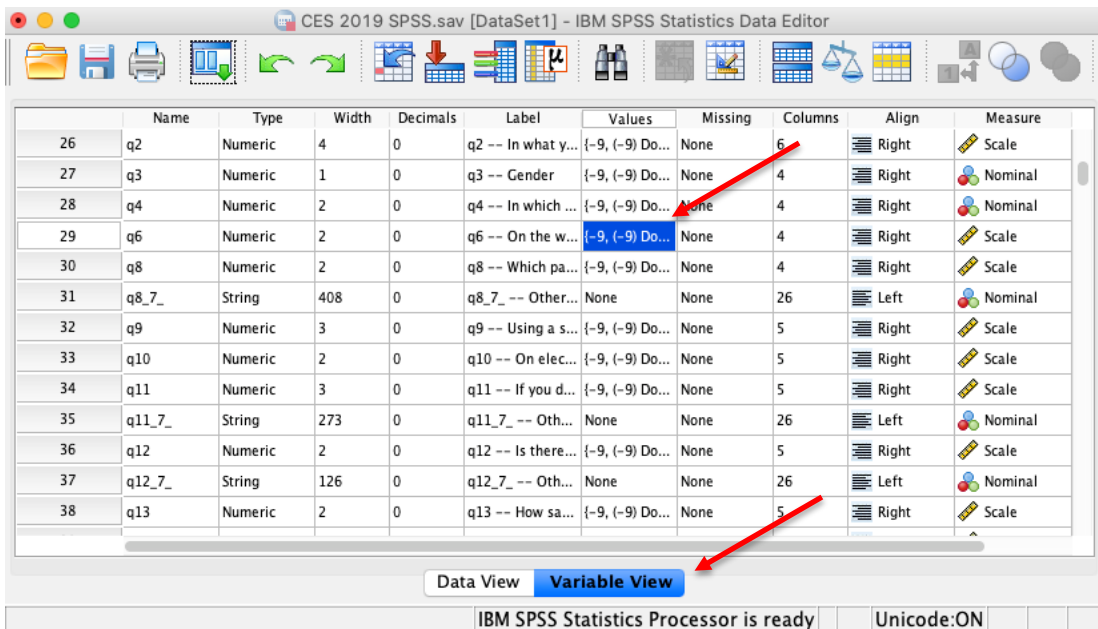 CES 2019 SPSS.sav [DataSet1] - IBM SPSS Statistics Data Editor
μ A 1 4
Name Type Width Decimals Label Values Missing Columns Align Measure
26 q2 Numeric 4 0 q2 -- In what y... {-9, (-9) Do... None 6 Right Scale
27 q3 Numeric 1 0 q3 -- Gender {-9, (-9) Do... None 4 Right Nominal
28 q4 Numeric 2 0 q4 -- In which ... {-9, (-9) Do... None 4 Right Nominal
29 q6 Numeric 2 0 q6 -- On the w... {-9, (-9) Do... None 4 Right Scale
30 q8 Numeric 2 0 q8 -- Which pa... {-9, (-9) Do... None 4 Right Scale
31 q8_7_ String 408 0 q8_7_ -- Other... None None 26 Left Nominal
32 q9 Numeric 3 0 q9 -- Using a s... {-9, (-9) Do... None 5 Right Scale
33 q10 Numeric 2 0 q10 -- On elec... {-9, (-9) Do... None 5 Right Scale
34 q11 Numeric 3 0 q11 -- If you d... {-9, (-9) Do... None 5 Right Scale
35 q11_7_ String 273 0 q11_7_ -- Oth... None None 26 Left Nominal
36 q12 Numeric 2 0 q12 -- Is there... {-9, (-9) Do... None 5 Right Scale
37 q12_7_ String 126 0 q12_7_ -- Oth... None None 26 Left Nominal
38 q13 Numeric 2 0 q13 -- How sa... {-9, (-9) Do... None 5 Right Scale
Data View Variable View
IBM SPSS Statistics Processor is ready Unicode:ON